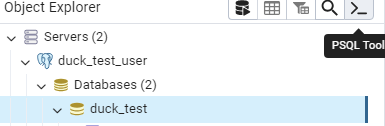 Object Explorer
Servers (2)
PSQL Tool
duck_test_user
Databases (2)
duck_test